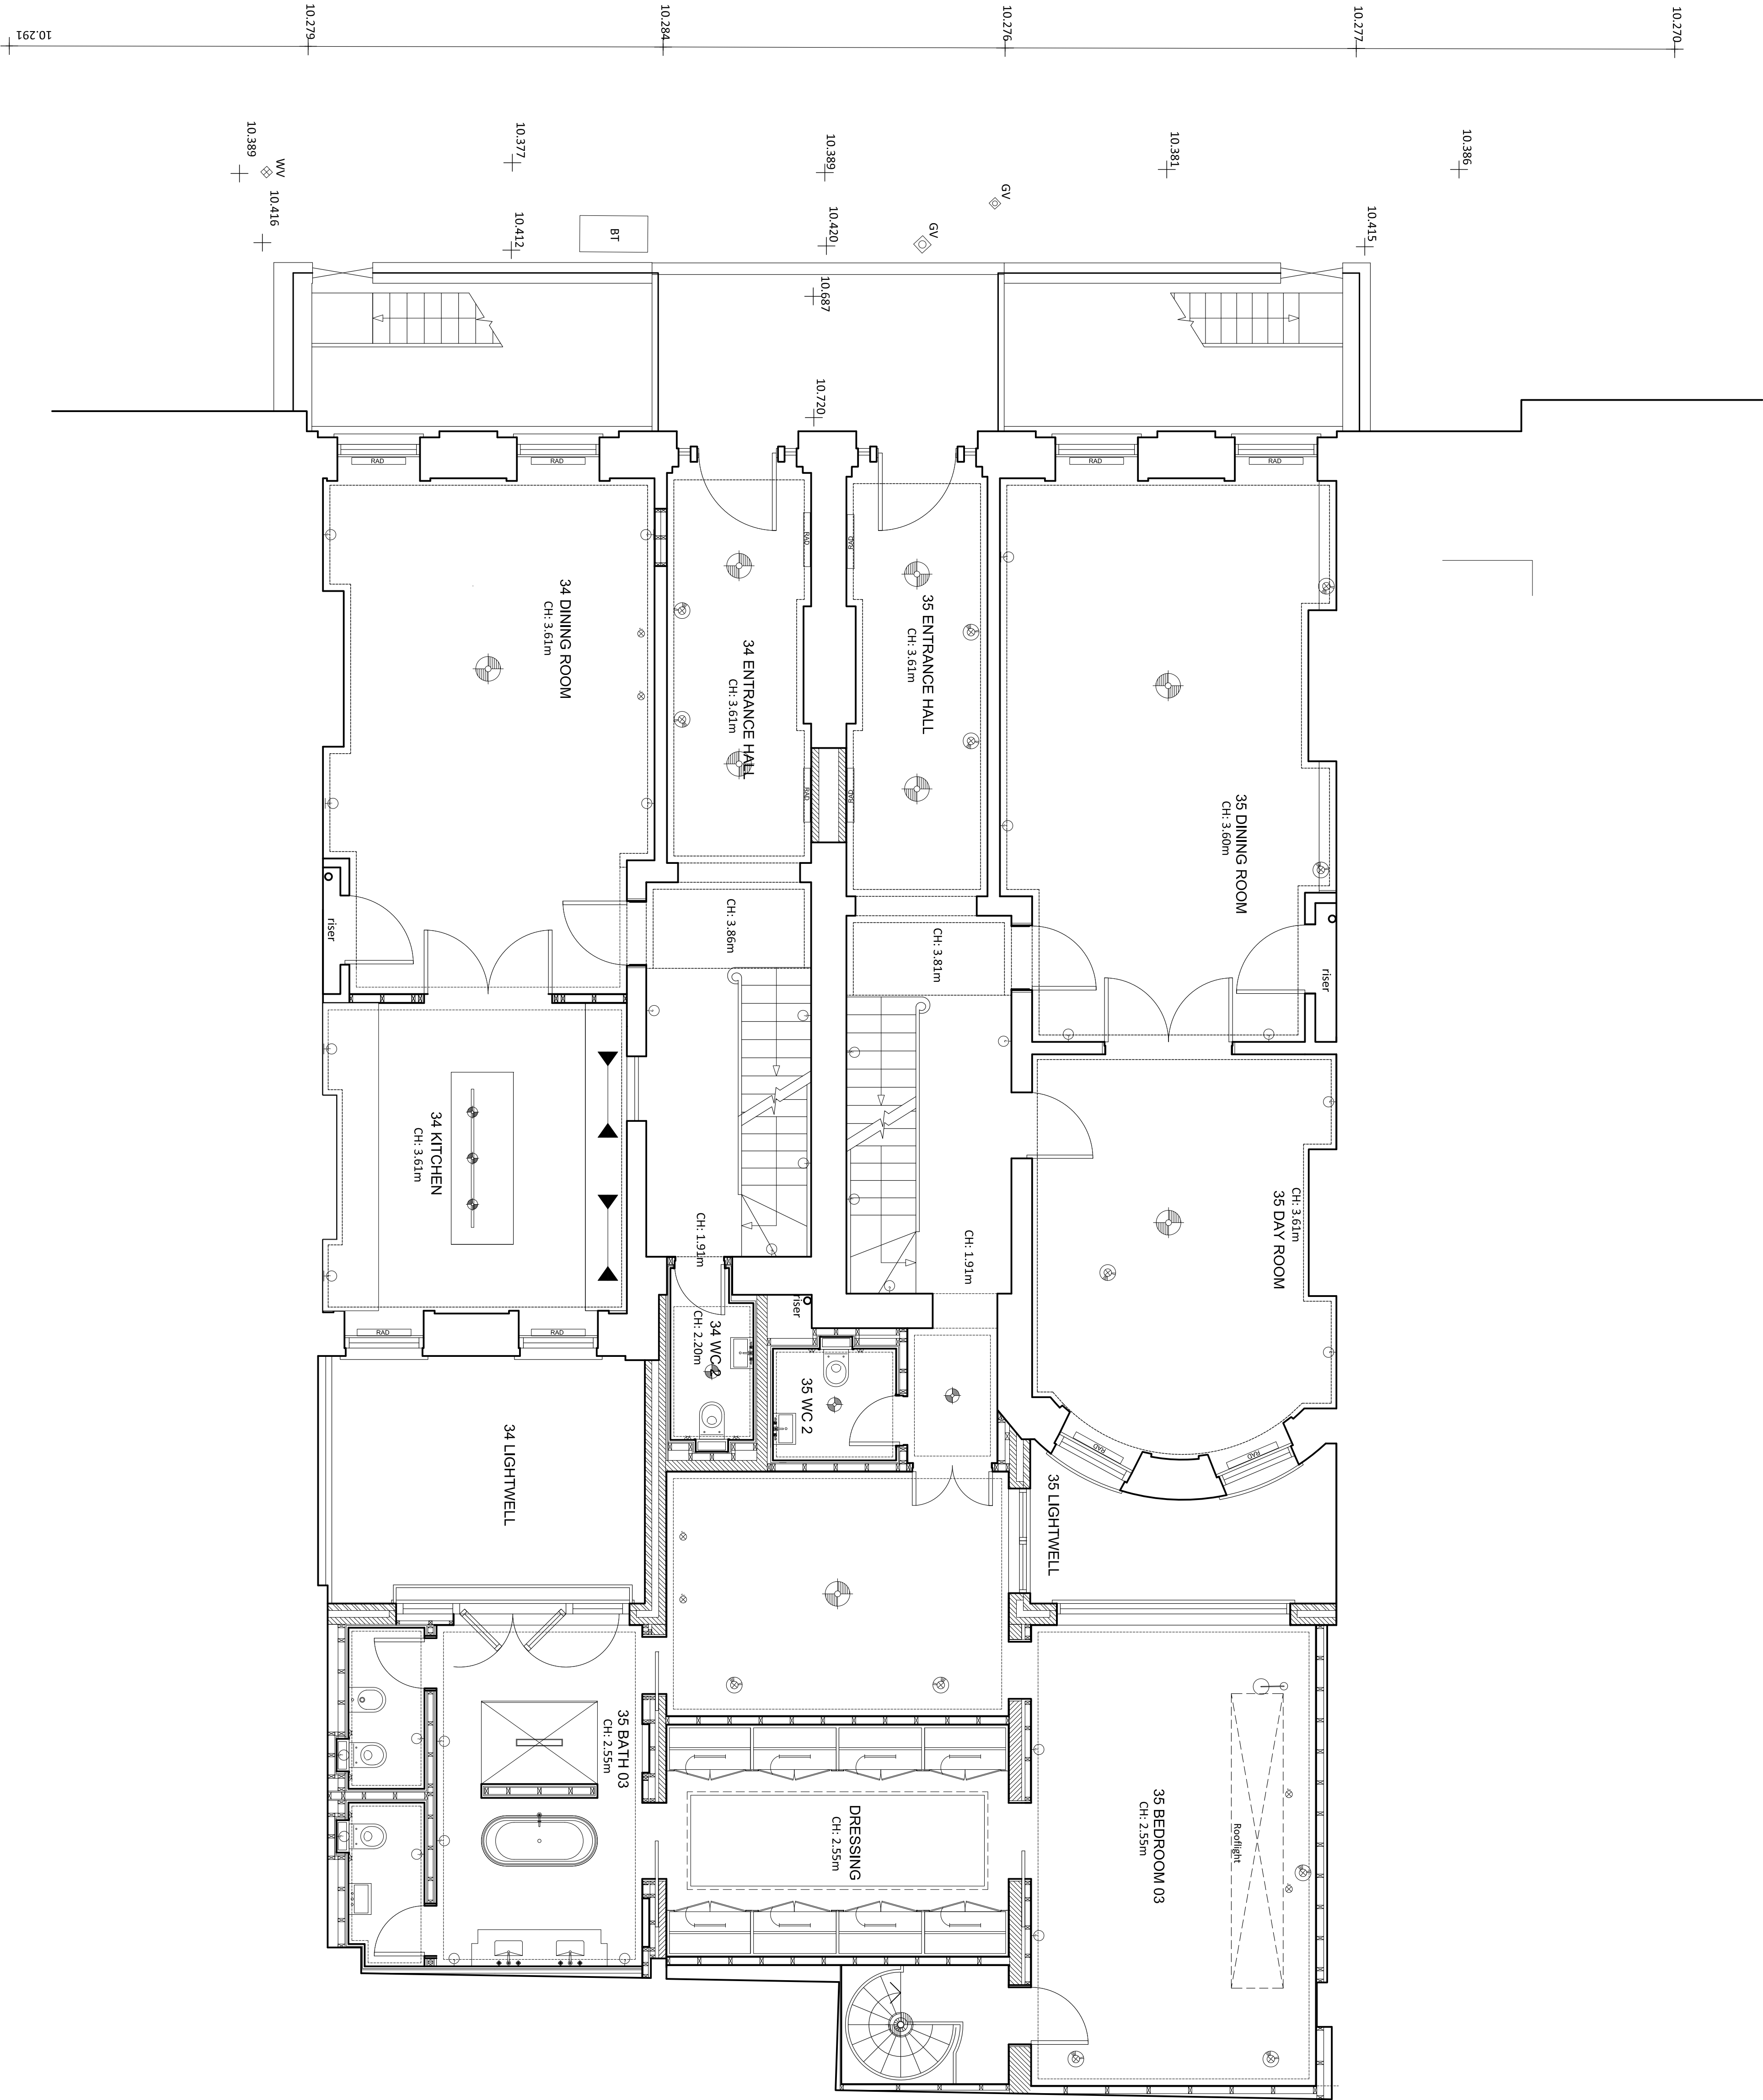 10.291
10.279
10.284
10.276
10.277
10.270
10.389
WV
10.416
10.377
10.412
BT
10.389
10.420
10.687
10.720
GV
GV
10.381
10.386
10.415
RAD
RAD
RAD
RAD
34 DINING ROOM
CH: 3.61m
RAD
RAD
34 ENTRANCE HALL
CH: 3.61m
RAD
RAD
35 ENTRANCE HALL
CH: 3.61m
35 DINING ROOM
CH: 3.60m
riser
CH: 3.86m
CH: 3.81m
riser
34 KITCHEN
CH: 3.61m
CH: 1.91m
CH: 1.91m
CH: 3.61m
35 DAY ROOM
RAD
RAD
riser
34 WC 2
CH: 2.20m
35 WC 2
RAD
RAD
34 LIGHTWELL
35 LIGHTWELL
35 BATH 03
CH: 2.55m
DRESSING
CH: 2.55m
35 BEDROOM 03
CH: 2.55m
Rooflight